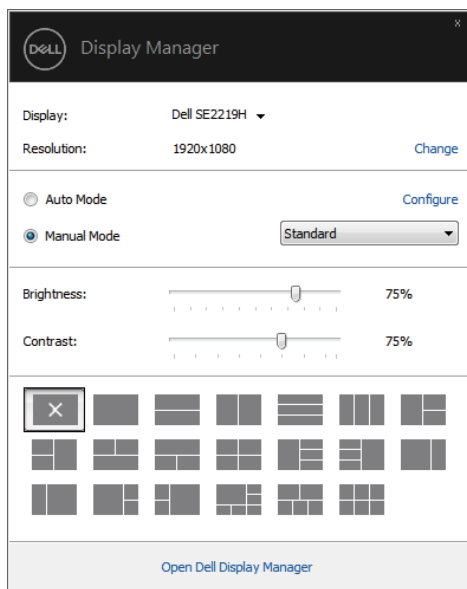 x
DELL Display Manager
Display: Dell SE2219H
Resolution: 1920x1080 Change
Auto Mode Configure
Manual Mode Standard
Brightness: 75%
Contrast: 75%
Open Dell Display Manager